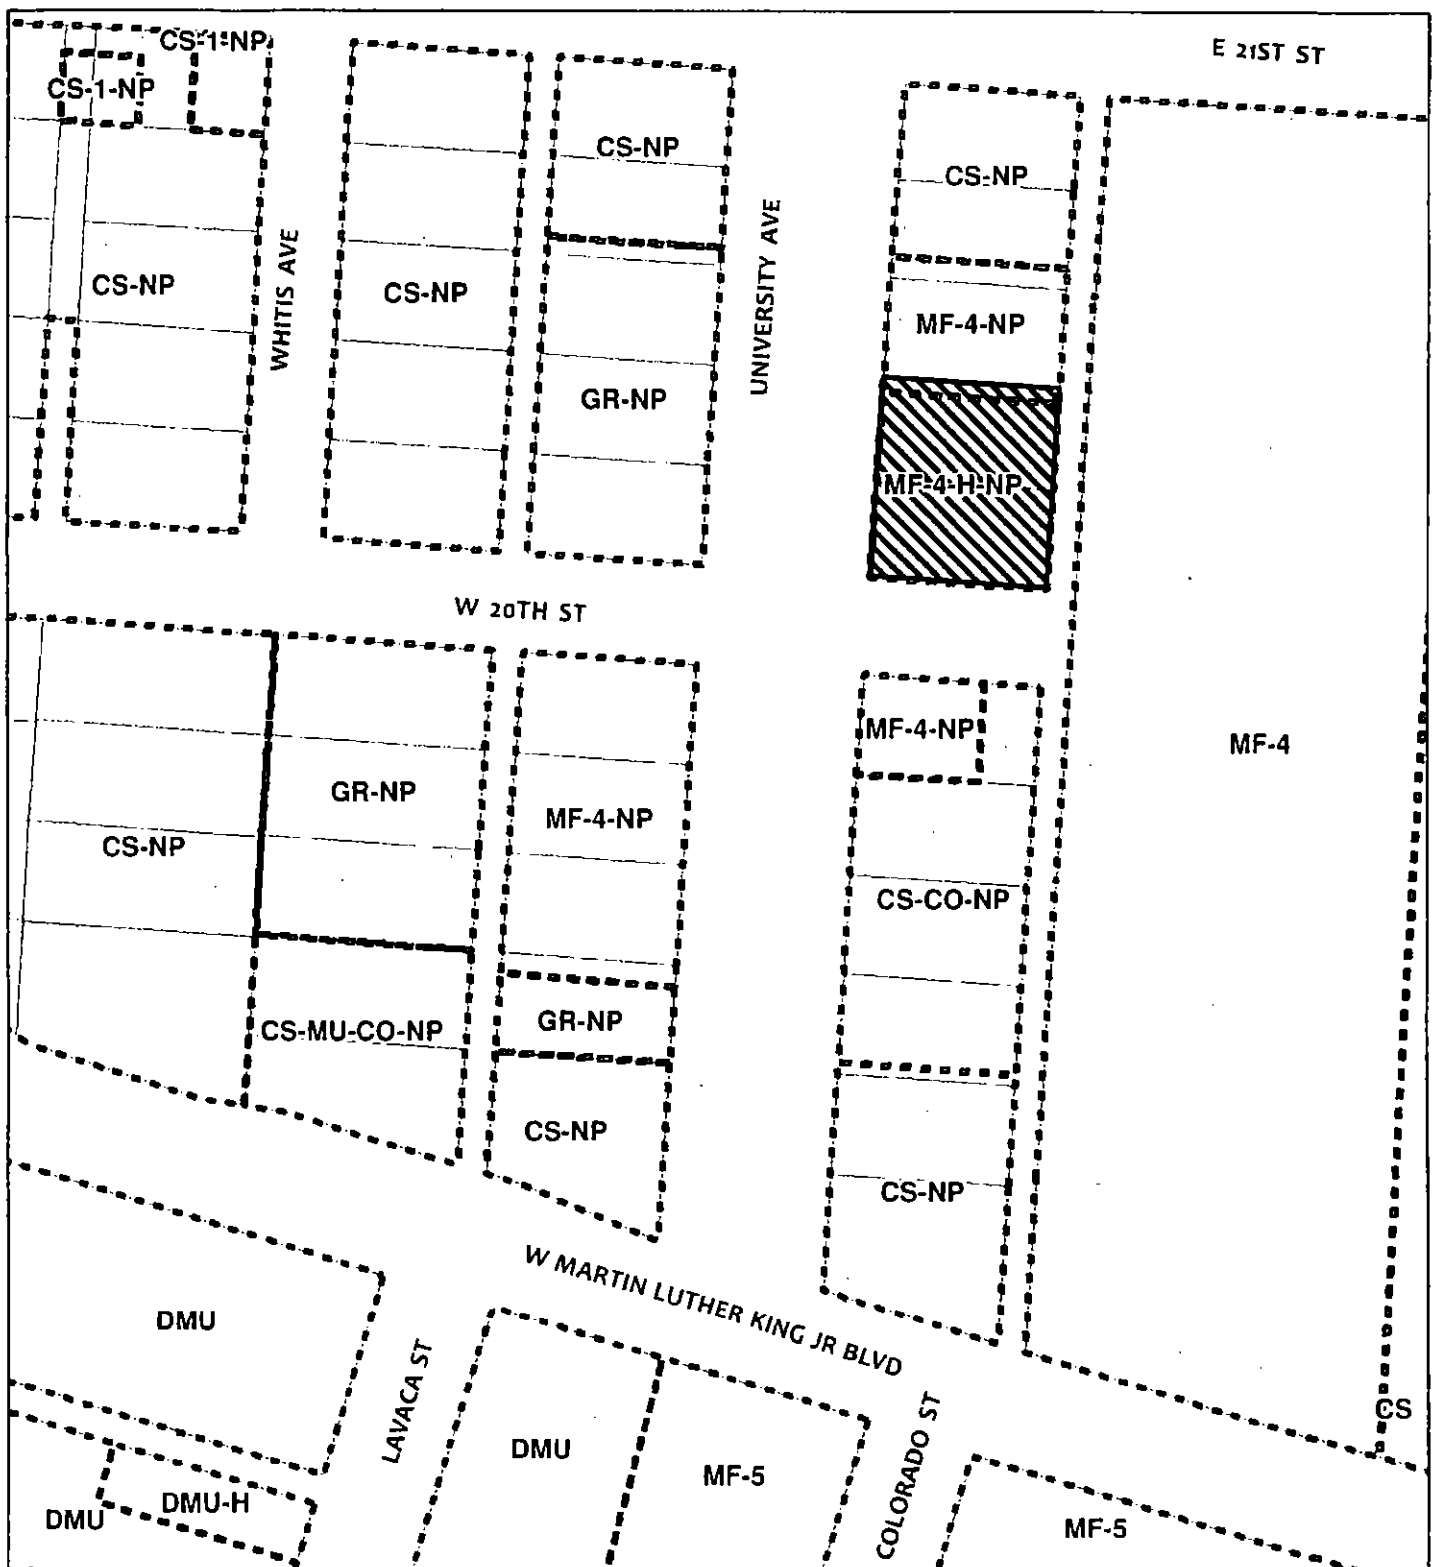 CS-1-NP
E 21ST ST
CS-1-NP
CS-NP
CS-NP
UNIVERSITY AVE
WHITIS AVE
CS-NP
CS-NP
MF-4-NP
GR-NP
MF-4-H-NP
W 20TH ST
MF-4-NP
MF-4
GR-NP
MF-4-NP
CS-NP
CS-CO-NP
CS-MU-CO-NP
GR-NP
CS-NP
CS-NP
W MARTIN LUTHER KING JR BLVD
DMU
LAVACA ST
CS
DMU
MF-5
COLORADO ST
DMU-H
DMU
MF-5